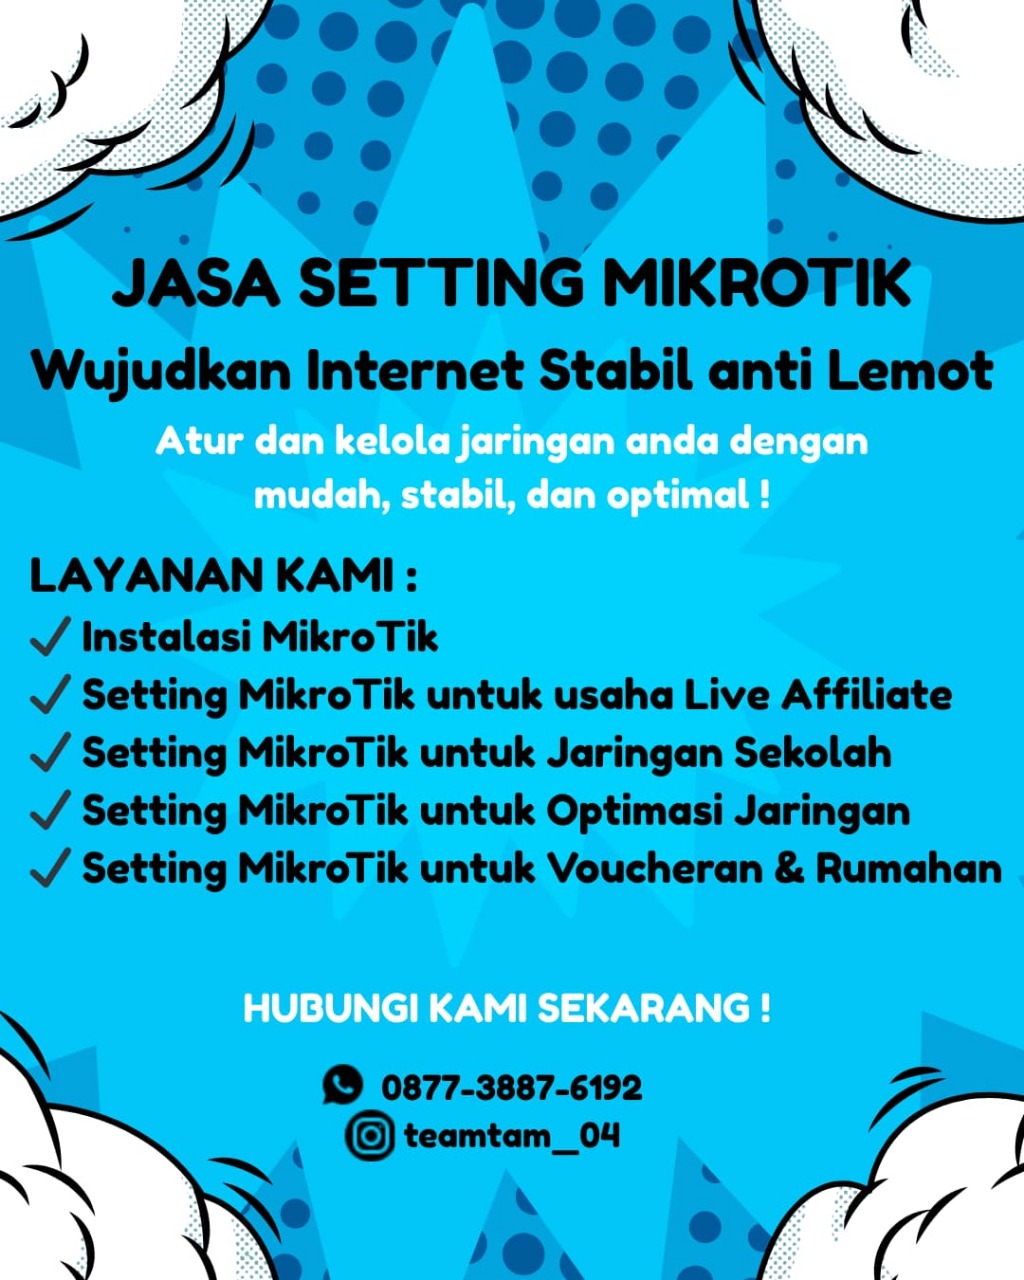 JASA SETTING MIKROTIK
Wujudkan Internet Stabil anti Lemot
Atur dan kelola jaringan anda dengan
mudah, stabil, dan optimal !
LAYANAN KAMI :
✓ Instalasi MikroTik
✓ Setting MikroTik untuk usaha Live Affiliate
✓ Setting MikroTik untuk Jaringan Sekolah
✓ Setting MikroTik untuk Optimasi Jaringan
✓ Setting MikroTik untuk Voucheran & Rumahan
HUBUNGI KAMI SEKARANG !
0877-3887-6192
teamtam_04